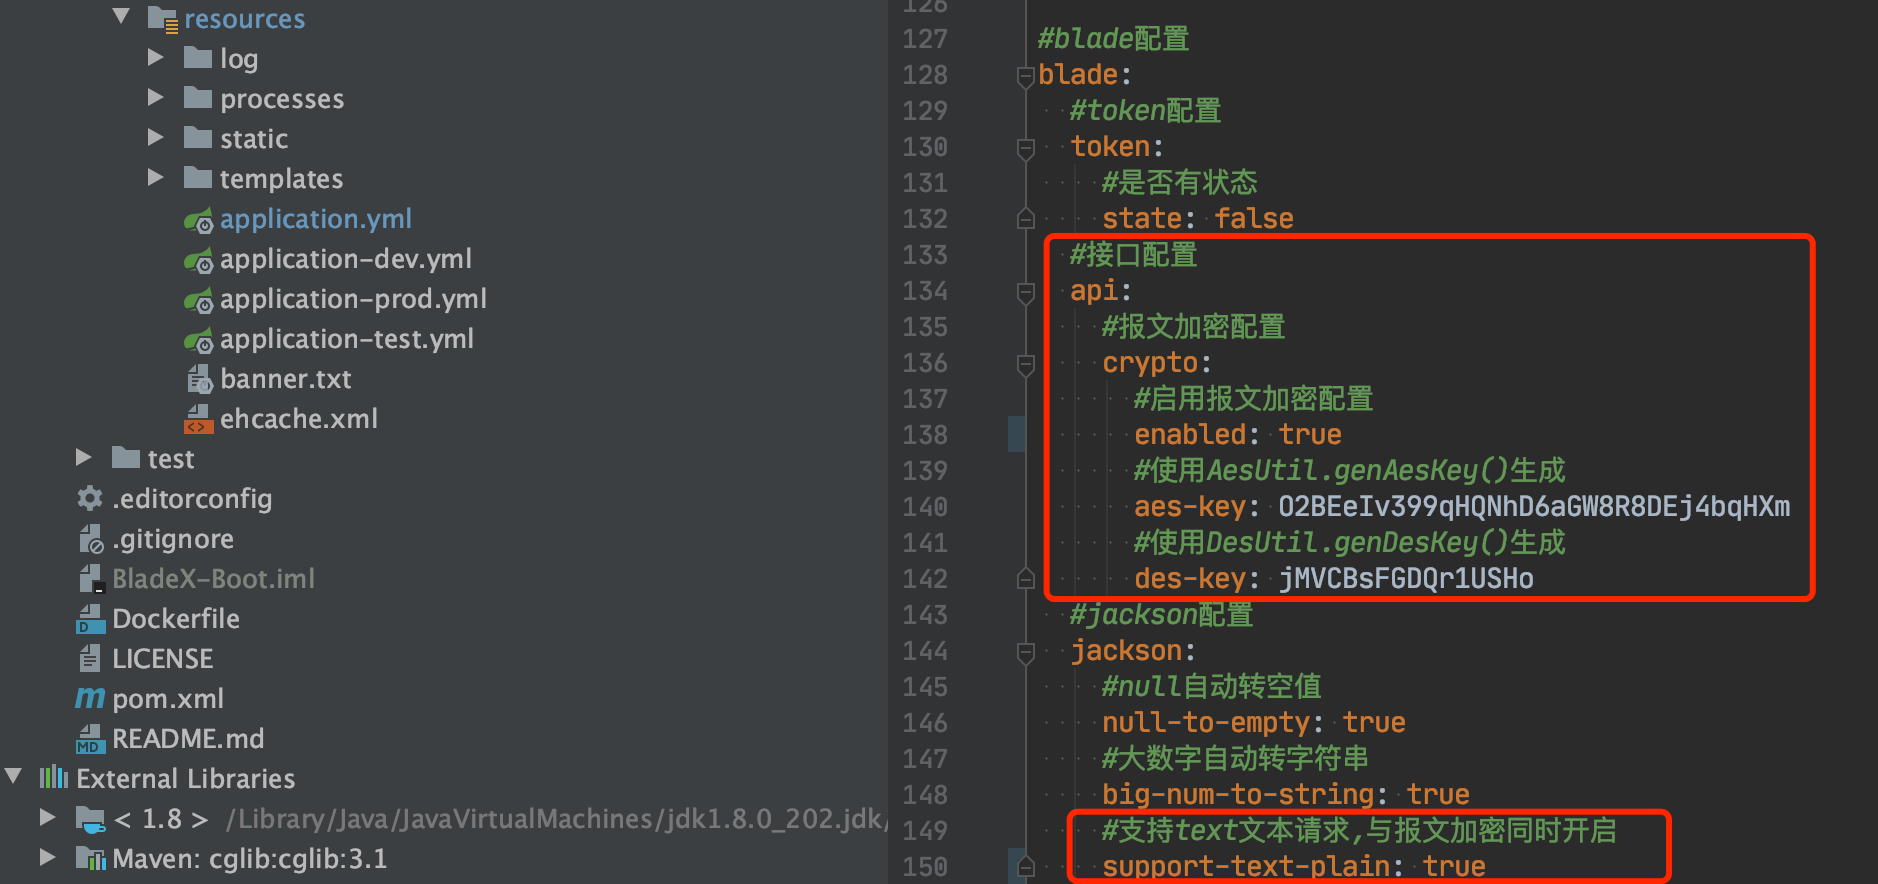 resources
log
processes
static
templates
application.yml
application-dev.yml
application-prod.yml
application-test.yml
banner.txt
ehcache.xml
test
.editorconfig
.gitignore
BladeX-Boot.iml
Dockerfile
LICENSE
pom.xml
README.md
External Libraries
< 1.8 > /Library/Java/JavaVirtualMachines/jdk1.8.0_202.jdk/
Maven: cglib:cglib:3.1
126
127 #blade配置
128 blade:
129 #token配置
130 token:
131 #是否有状态
132 state: false
133 #接口配置
134 api:
135 #报文加密配置
136 crypto:
137 #启用报文加密配置
138 enabled: true
139 #使用AesUtil.genAesKey()生成
140 aes-key: O2BEeIv399qHQNhD6aGW8R8DEj4bqHXm
141 #使用DesUtil.genDesKey()生成
142 des-key: jMVCBsFGDQr1USHo
143 #jackson配置
144 jackson:
145 #null自动转空值
146 null-to-empty: true
147 #大数字自动转字符串
148 big-num-to-string: true
149 #支持text文本请求,与报文加密同时开启
150 support-text-plain: true